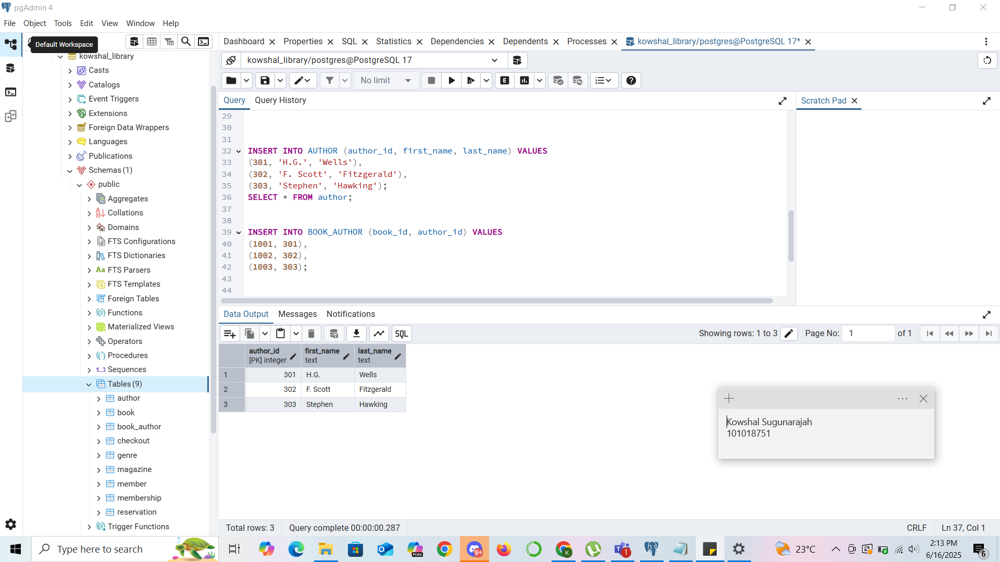 pgAdmin 4
File Object Tools Edit View Window Help
Default Workspace
Dashboard Properties SQL Statistics Dependencies Dependents Processes kowshal_library/postgres@PostgreSQL 17*
kowshal_library/postgres@PostgreSQL 17
No limit
E
Query Query History
Scratch Pad
kowshal_library
Casts
Catalogs
Event Triggers
Extensions
Foreign Data Wrappers
Languages
Publications
Schemas (1)
public
Aggregates
Collations
Domains
FTS Configurations
FTS Dictionaries
Aa FTS Parsers
FTS Templates
Foreign Tables
Functions
Materialized Views
Operators
Procedures
1..3 Sequences
Tables (9)
author
book
book_author
checkout
genre
magazine
member
membership
reservation
Trigger Functions
29
30
31
32 INSERT INTO AUTHOR (author_id, first_name, last_name) VALUES
33 (301, 'H.G.', 'Wells'),
34 (302, 'F. Scott', 'Fitzgerald'),
35 (303, 'Stephen', 'Hawking');
36 SELECT * FROM author;
37
38
39 INSERT INTO BOOK_AUTHOR (book_id, author_id) VALUES
40 (1001, 301),
41 (1002, 302),
42 (1003, 303);
43
44
Data Output Messages Notifications
SQL
Showing rows: 1 to 3 Page No: 1 of 1
author_id first_name last_name
[PK] integer text text
1 301 H.G. Wells
2 302 F. Scott Fitzgerald
3 303 Stephen Hawking
Kowshal Sugunarajah
101018751
Total rows: 3 Query complete 00:00:00.287 CRLF Ln 37, Col 1
Type here to search
M365
9+
K
1
23°C
2:13 PM
6/16/2025
6